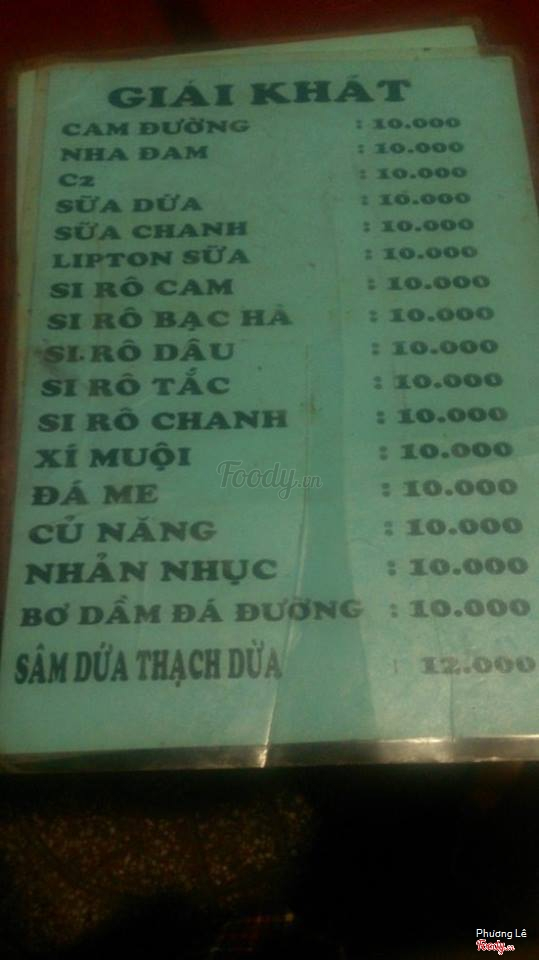 GIẢI KHÁT
CAM ĐƯỜNG : 10.000
NHA ĐAM : 10.000
C2 : 10.000
SỮA DỪA : 10.000
SỮA CHANH : 10.000
LIPTON SỮA : 10.000
SI RÔ CAM : 10.000
SI RÔ BẠC HÀ : 10.000
SI RÔ DÂU : 10.000
SI RÔ TẮC : 10.000
SI RÔ CHANH : 10.000
XÍ MUỘI : 10.000
Foody.vn
ĐÁ ME : 10.000
CỦ NĂNG : 10.000
NHẢN NHỤC : 10.000
BƠ DẦM ĐÁ ĐƯỜNG : 10.000
SÂM DỨA THẠCH DỪA : 12.000
Phương Lê
Foody.vn